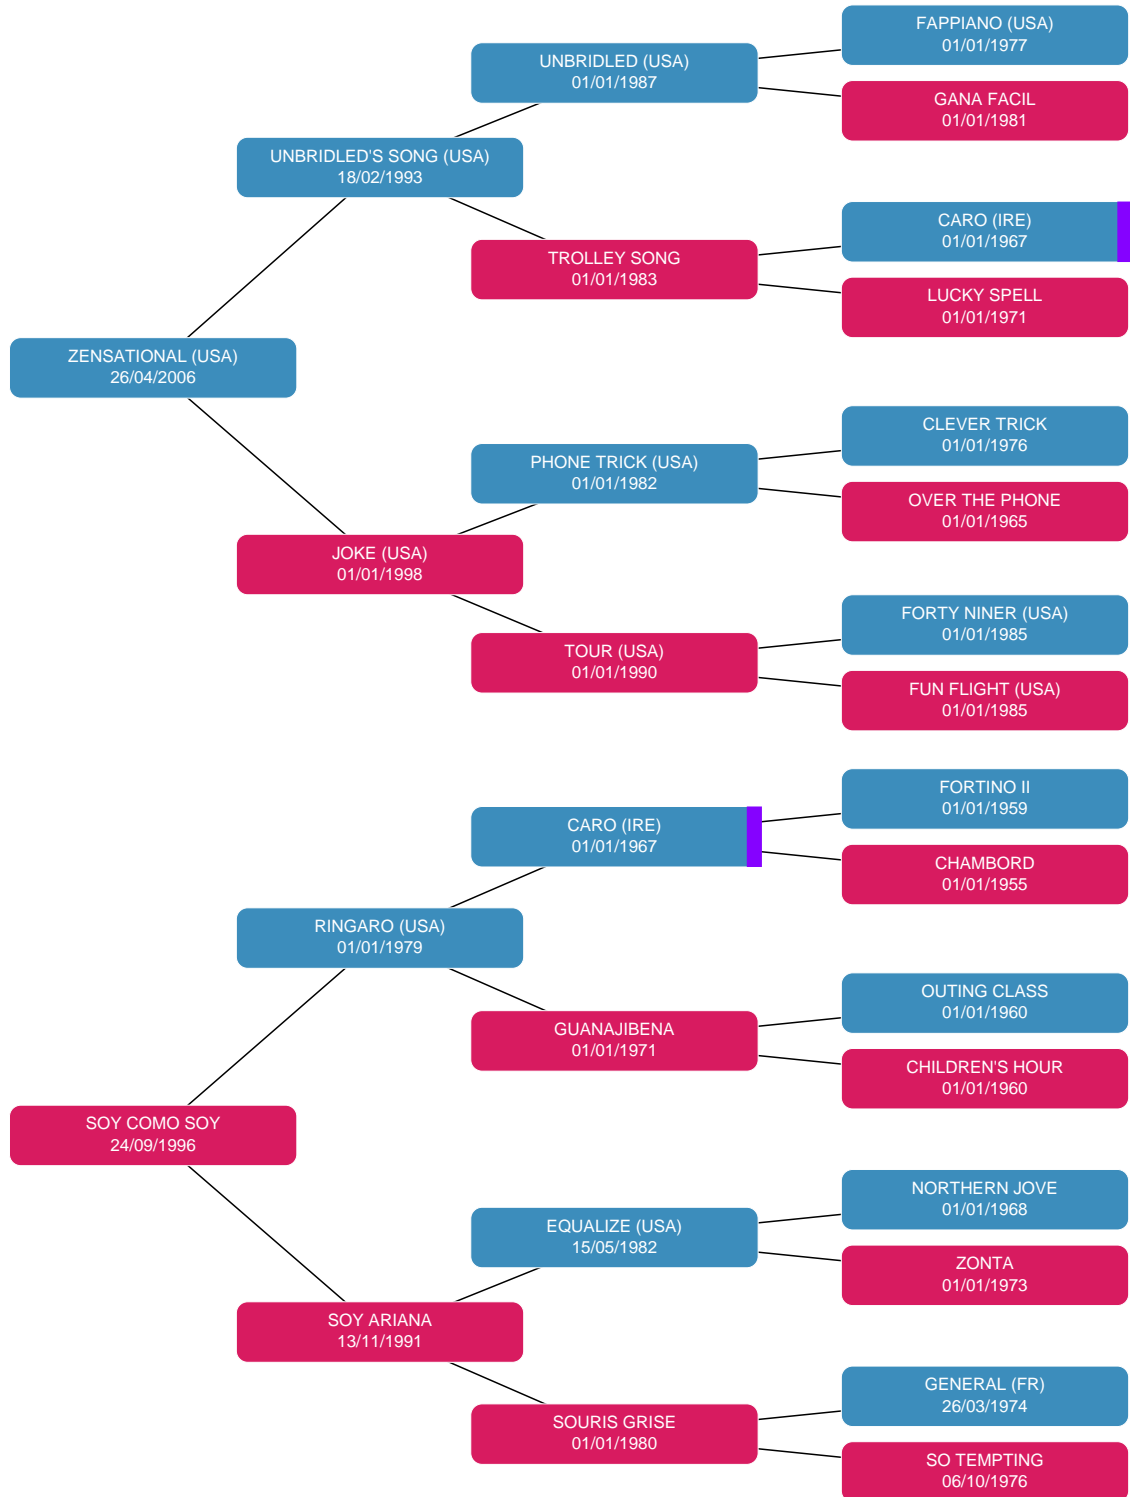 FAPPIANO (USA)
01/01/1977
UNBRIDLED (USA)
01/01/1987
GANA FACIL
01/01/1981
UNBRIDLED'S SONG (USA)
18/02/1993
CARO (IRE)
01/01/1967
TROLLEY SONG
01/01/1983
LUCKY SPELL
01/01/1971
ZENSATIONAL (USA)
26/04/2006
CLEVER TRICK
01/01/1976
PHONE TRICK (USA)
01/01/1982
OVER THE PHONE
01/01/1965
JOKE (USA)
01/01/1998
FORTY NINER (USA)
01/01/1985
TOUR (USA)
01/01/1990
FUN FLIGHT (USA)
01/01/1985
FORTINO II
01/01/1959
CARO (IRE)
01/01/1967
CHAMBORD
01/01/1955
RINGARO (USA)
01/01/1979
OUTING CLASS
01/01/1960
GUANAJIBENA
01/01/1971
CHILDREN'S HOUR
01/01/1960
SOY COMO SOY
24/09/1996
NORTHERN JOVE
01/01/1968
EQUALIZE (USA)
15/05/1982
ZONTA
01/01/1973
SOY ARIANA
13/11/1991
GENERAL (FR)
26/03/1974
SOURIS GRISE
01/01/1980
SO TEMPTING
06/10/1976